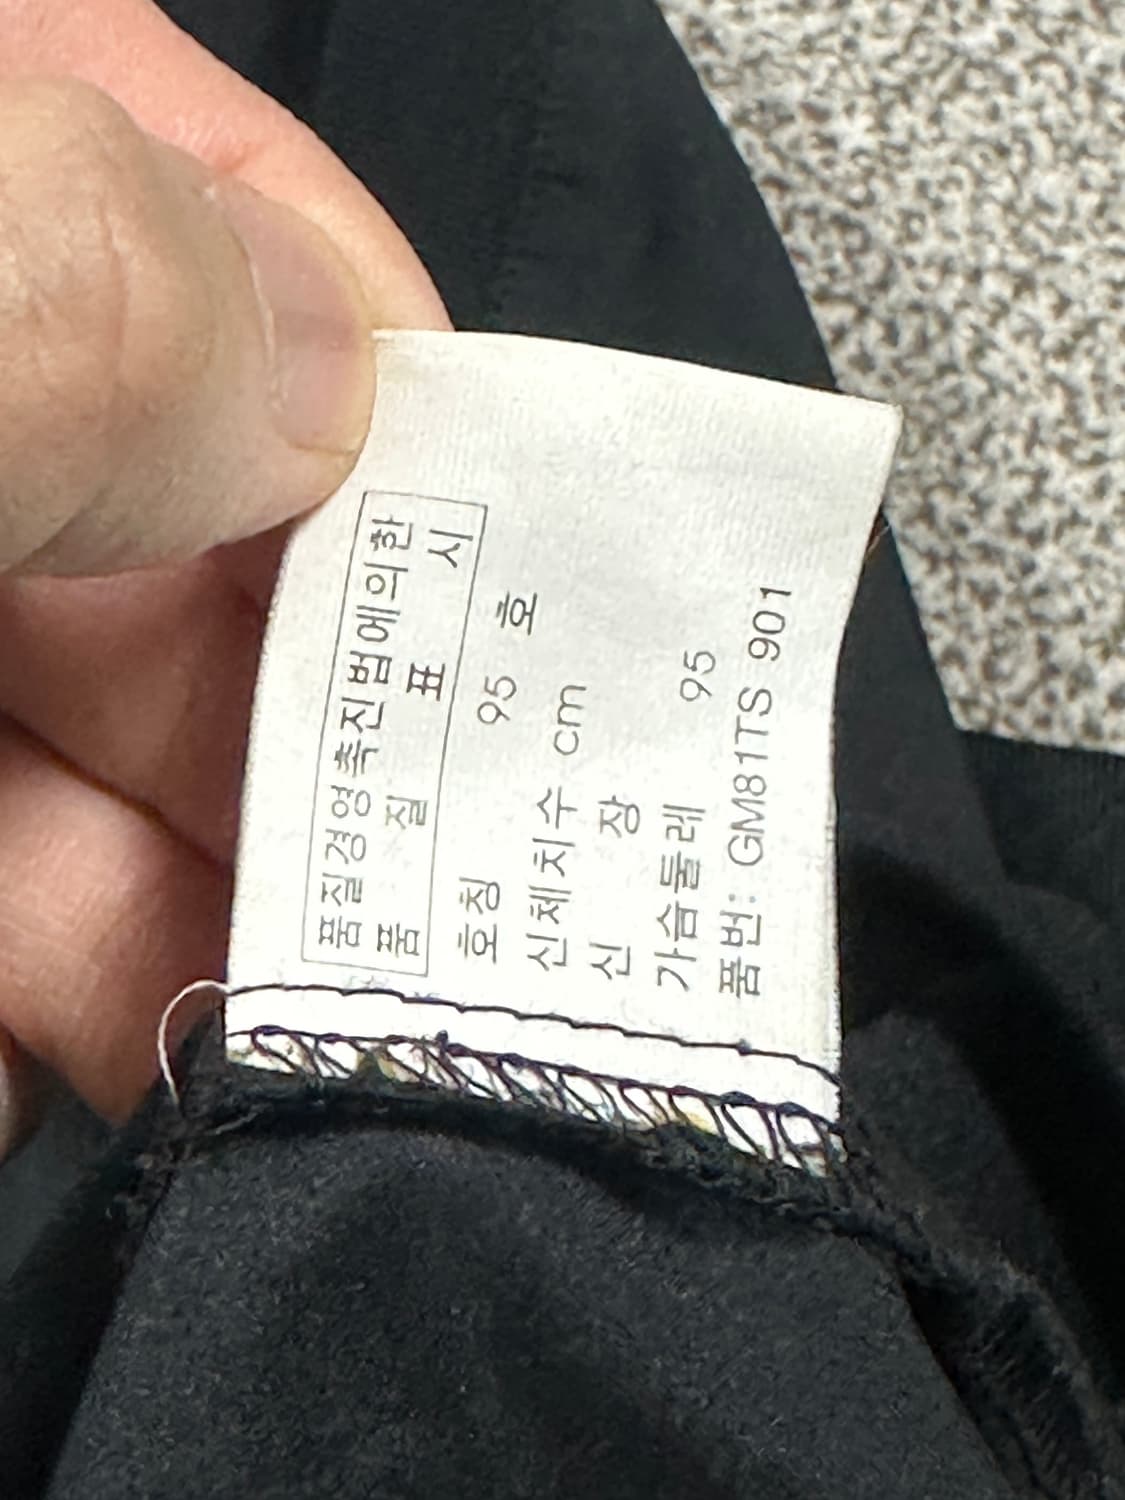 품질경영촉진법에의한
품 질 표 시
호칭 95 호
신체치수 cm
신 장
가슴둘레 95
품번: GM81TS 901